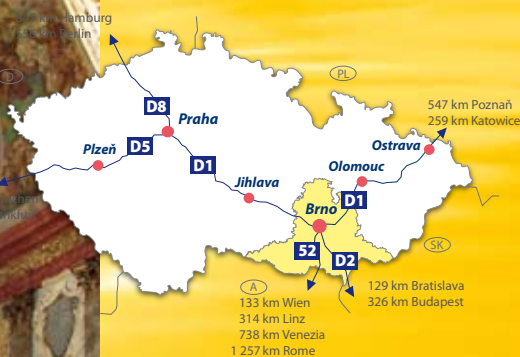 Hamburg
km Berlin
D
PL
D8
Praha
547 km Poznań
259 km Katowice
Plzeň
D5
D1
Ostrava
Olomouc
Jihlava
D1
Brno
52
D2
SK
A
129 km Bratislava
326 km Budapest
133 km Wien
314 km Linz
738 km Venezia
1 257 km Rome